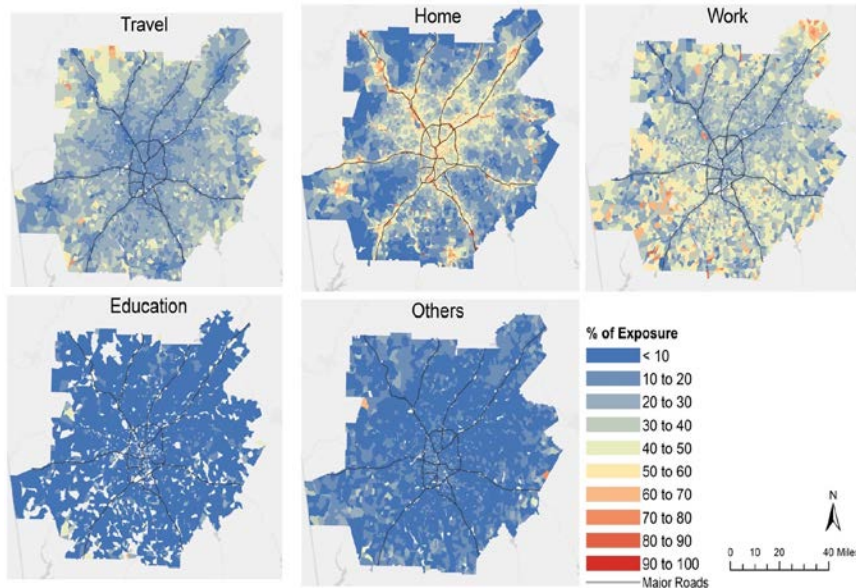 Travel
Home
Work
Education
Others
% of Exposure
< 10
10 to 20
20 to 30
30 to 40
40 to 50
50 to 60
60 to 70
70 to 80
80 to 90
90 to 100
Major Roads
N
0 10 20 40 Miles